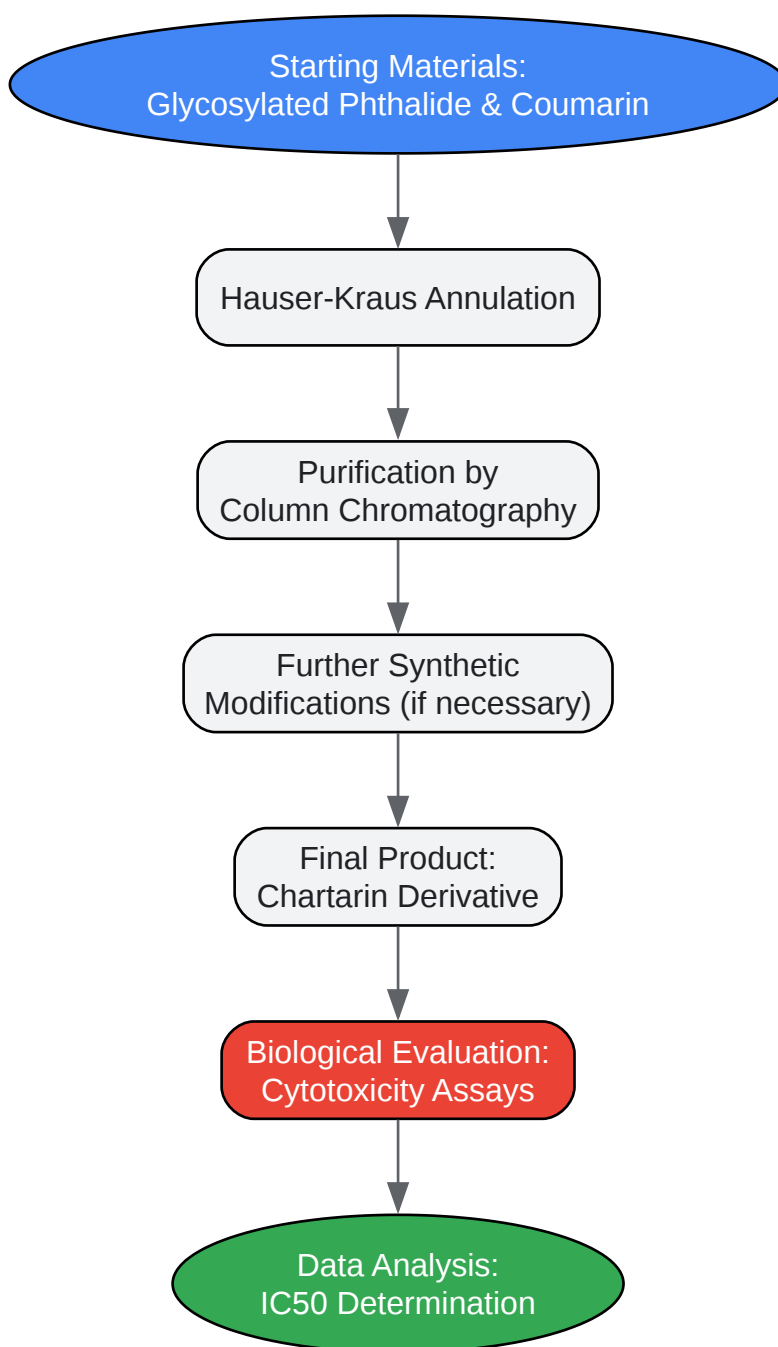 Starting Materials:
Glycosylated Phthalide & Coumarin
Hauser-Kraus Annulation
Purification by
Column Chromatography
Further Synthetic
Modifications (if necessary)
Final Product:
Chartarin Derivative
Biological Evaluation:
Cytotoxicity Assays
Data Analysis:
IC50 Determination